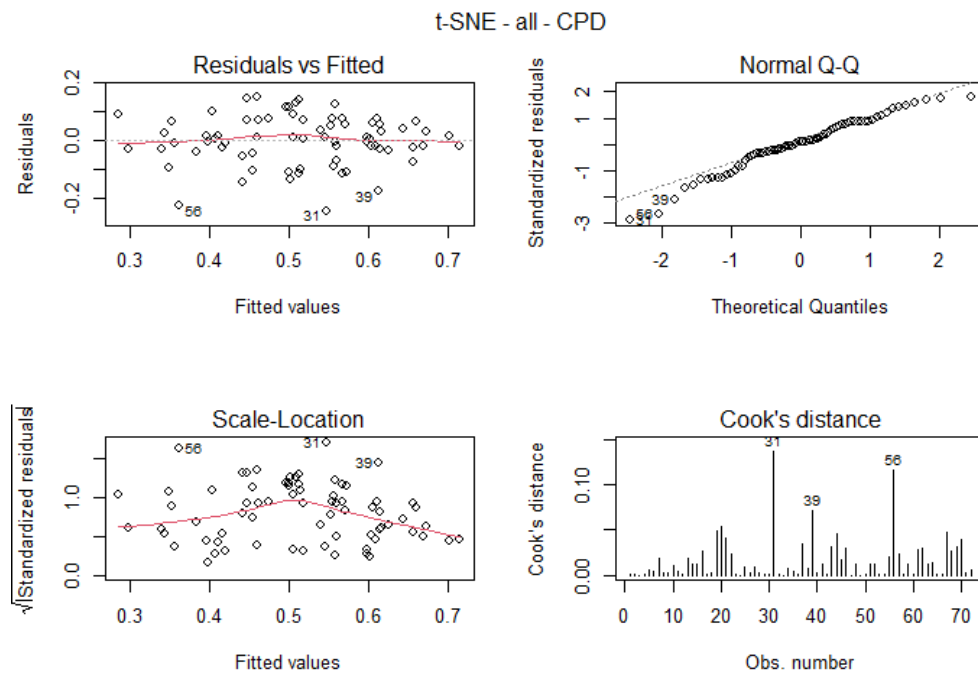 t-SNE - all - CPD
Residuals vs Fitted
Residuals
0.2
0.0
-0.2
56
31
39
0.3 0.4 0.5 0.6 0.7
Fitted values
Normal Q-Q
Standardized residuals
2
1
-1
-3
39
56
31
-2 -1 0 1 2
Theoretical Quantiles
Scale-Location
√|Standardized residuals|
1.0
0.0
56
31
39
0.3 0.4 0.5 0.6 0.7
Fitted values
Cook's distance
Cook's distance
0.10
0.00
31
39
56
0 10 20 30 40 50 60 70
Obs. number